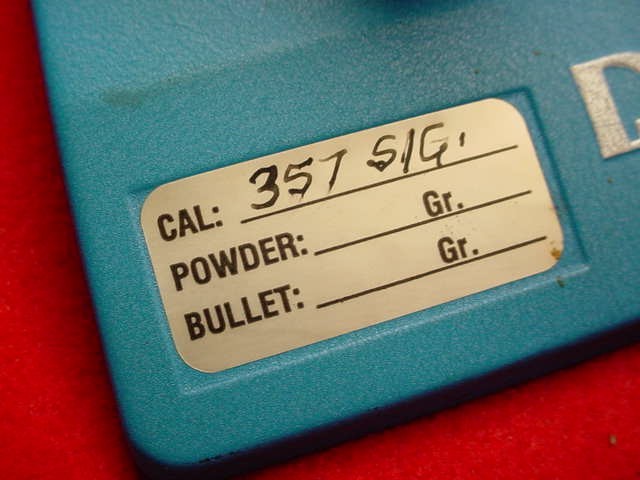 CAL: 357 SIG.
POWDER: Gr.
BULLET: Gr.